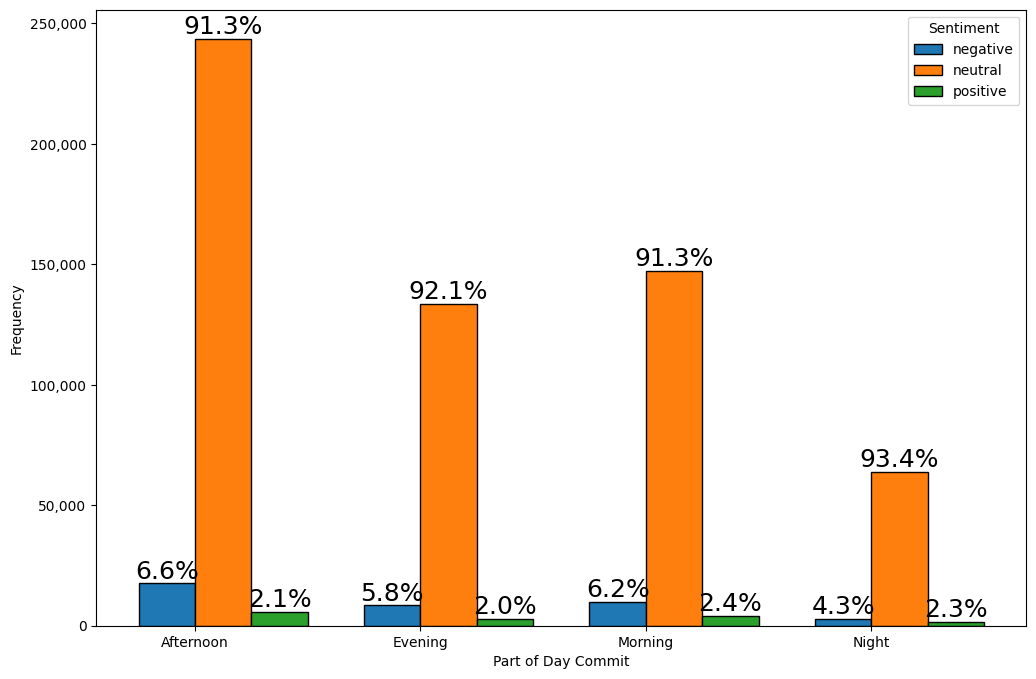 91.3%
250,000
Sentiment
negative
neutral
positive
200,000
150,000
92.1%
91.3%
Frequency
100,000
93.4%
50,000
6.6%
2.1%
5.8%
2.0%
6.2%
2.4%
4.3%
2.3%
0
Afternoon Evening Morning Night
Part of Day Commit